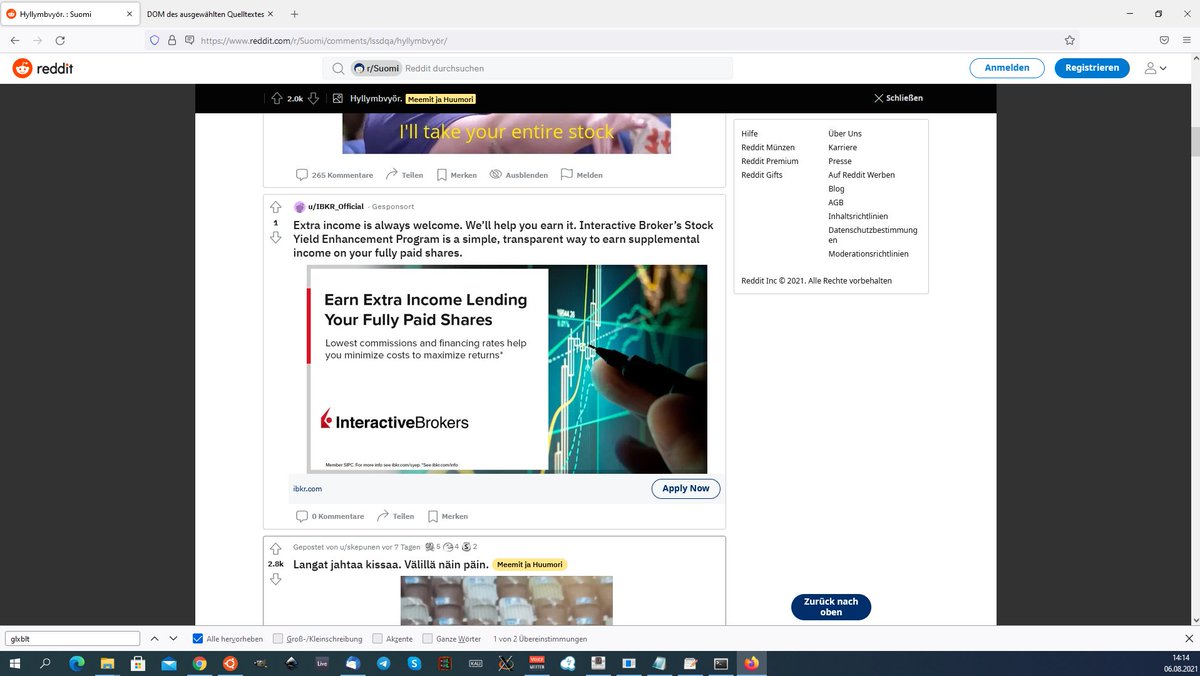 Hyllymbvyör. : Suomi
DOM des ausgewählten Quelltextes
https://www.reddit.com/r/Suomi/comments/lssdqa/hyllymbvyör/
reddit
r/Suomi Reddit durchsuchen
Anmelden
Registrieren
2.0k Hyllymbvyör. Meemit ja Huumori
Schließen
I'll take your entire stock
265 Kommentare Teilen Merken Ausblenden Melden
Hilfe
Reddit Münzen
Reddit Premium
Reddit Gifts
Über Uns
Karriere
Presse
Auf Reddit Werben
Blog
AGB
Inhaltsrichtlinien
Datenschutzbestimmung
en
Moderationsrichtlinien
Reddit Inc © 2021. Alle Rechte vorbehalten
u/IBKR_Official · Gesponsort
1
Extra income is always welcome. We'll help you earn it. Interactive Broker's Stock
Yield Enhancement Program is a simple, transparent way to earn supplemental
income on your fully paid shares.
Earn Extra Income Lending
Your Fully Paid Shares
Lowest commissions and financing rates help
you minimize costs to maximize returns*
InteractiveBrokers
Member SIPC. For more info see ibkr.com/syep. *See ibkr.com/info
ibkr.com
Apply Now
0 Kommentare Teilen Merken
Gepostet von u/skepunen vor 7 Tagen 5 4 2
2.8k
Langat jahtaa kissaa. Välillä näin päin. Meemit ja Huumori
Zurück nach
oben
glxblt
Alle hervorheben Groß-/Kleinschreibung Akzente Ganze Wörter 1 von 2 Übereinstimmungen
Live
KALI
14:14
06.08.2021